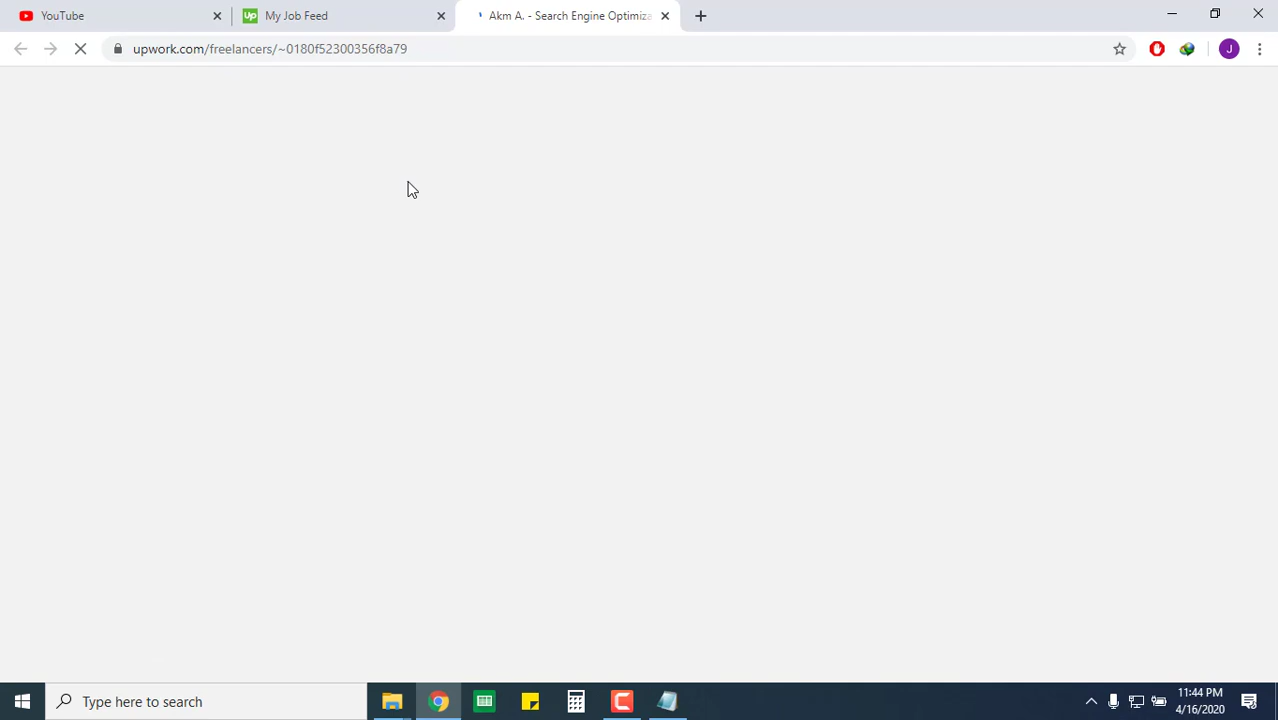 YouTube
Up My Job Feed
Akm A. - Search Engine Optimiza
upwork.com/freelancers/~0180f52300356f8a79
J
Type here to search
11:44 PM
4/16/2020